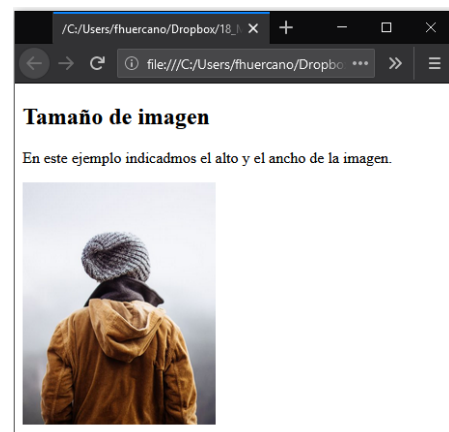 /C:/Users/fhuercano/Dropbox/18_
file:///C:/Users/fhuercano/Dropbo
Tamaño de imagen
En este ejemplo indicadmos el alto y el ancho de la imagen.